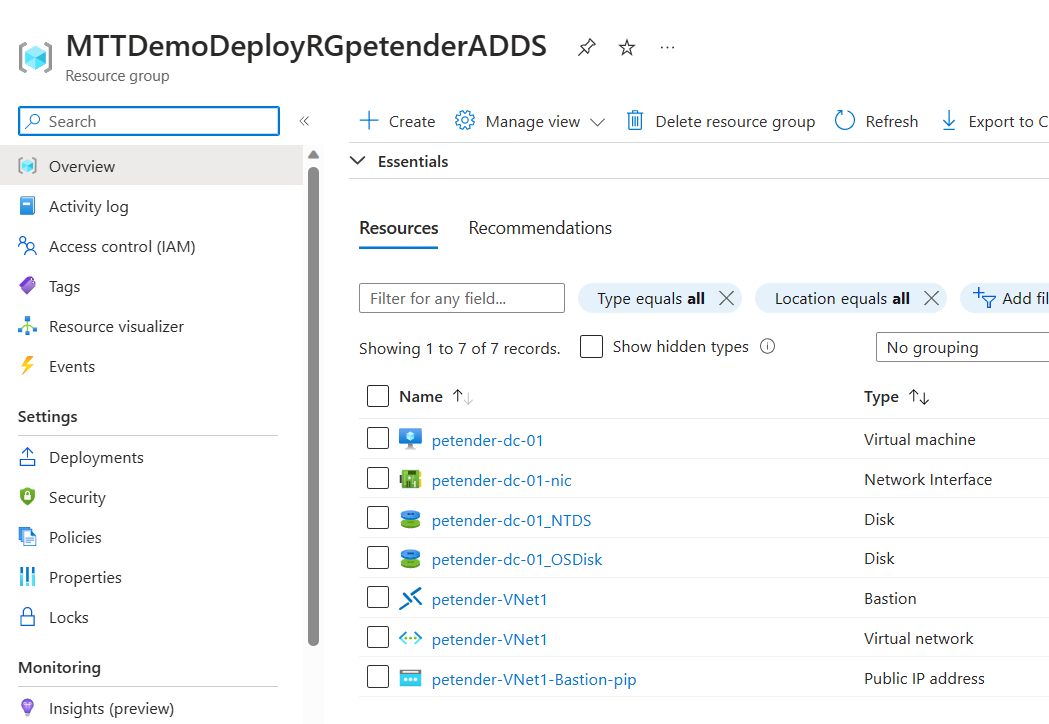 MTTDemoDeployRGpetenderADDS
Resource group
Search
Overview
Activity log
Access control (IAM)
Tags
Resource visualizer
Events
Settings
Deployments
Security
Policies
Properties
Locks
Monitoring
Insights (preview)
Create Manage view Delete resource group Refresh Export to C
Essentials
Resources Recommendations
Filter for any field... Type equals all Location equals all Add fil
Showing 1 to 7 of 7 records. Show hidden types No grouping
Name Type
petender-dc-01 Virtual machine
petender-dc-01-nic Network Interface
petender-dc-01_NTDS Disk
petender-dc-01_OSDisk Disk
petender-VNet1 Bastion
petender-VNet1 Virtual network
petender-VNet1-Bastion-pip Public IP address